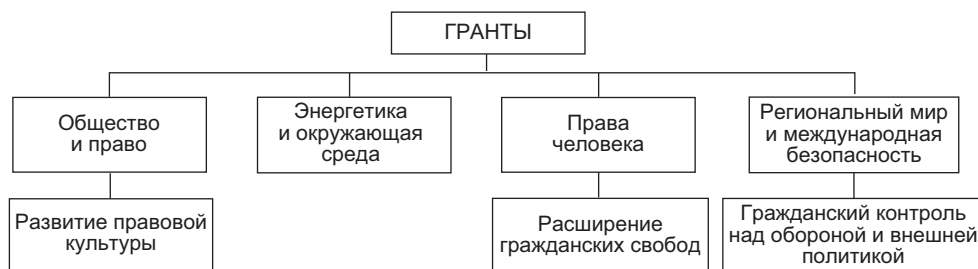 ГРАНТЫ
Общество
и право
Энергетика
и окружающая
среда
Права
человека
Региональный мир
и международная
безопасность
Развитие правовой
культуры
Расширение
гражданских свобод
Гражданский контроль
над обороной и внешней
политикой